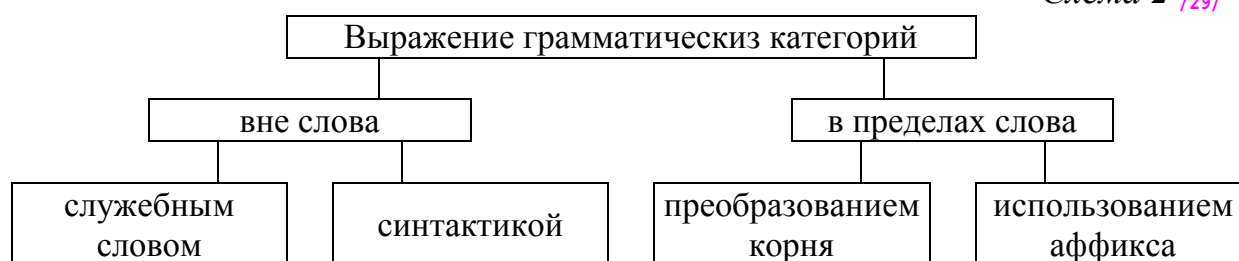 Схема 2 /29/
Выражение грамматическиз категорий
вне слова
в пределах слова
служебным
словом
синтактикой
преобразованием
корня
использованием
аффикса